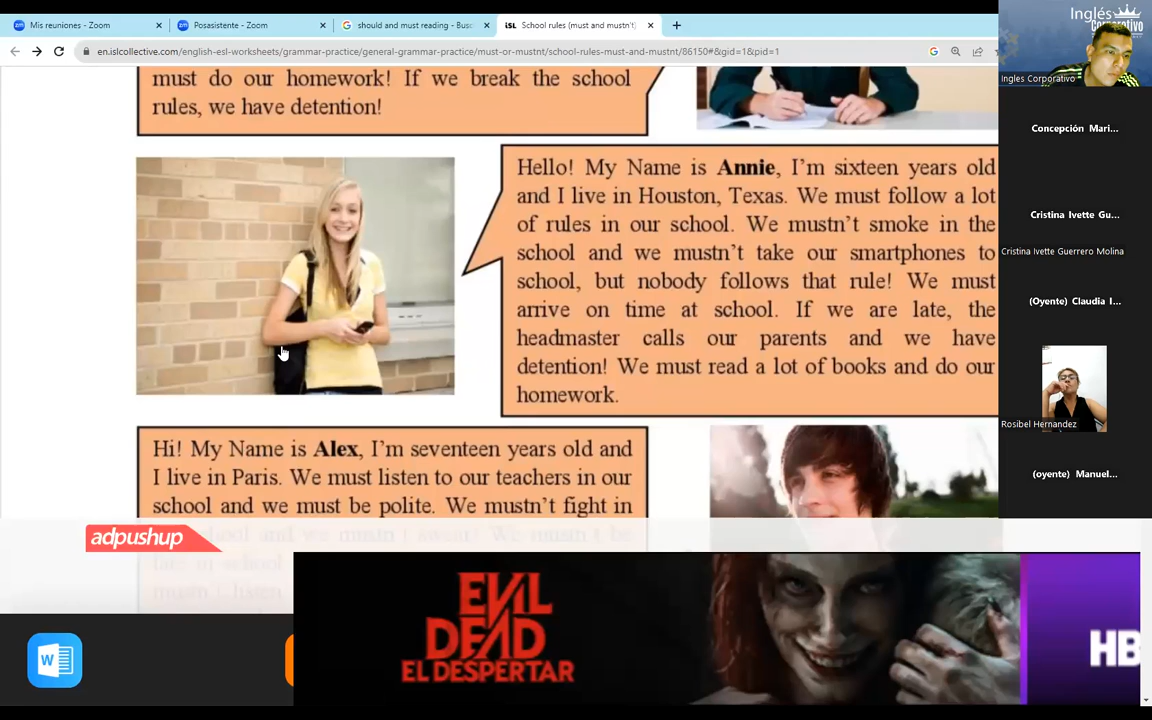 Mis reuniones - Zoom
Posasistente - Zoom
should and must reading - Bus
School rules (must and mustn't)
en.islcollective.com/english-esl-worksheets/grammar-practice/general-grammar-practice/must-or-mustnt/school-rules-must-and-mustnt/86150#&gid=1&pid=1
must do our homework! If we break the school
rules, we have detention!
Hello! My Name is Annie, I'm sixteen years old
and I live in Houston, Texas. We must follow a lot
of rules in our school. We mustn't smoke in the
school and we mustn't take our smartphones to
school, but nobody follows that rule! We must
arrive on time at school. If we are late, the
headmaster calls our parents and we have
detention! We must read a lot of books and do our
homework.
Hi! My Name is Alex, I'm seventeen years old and
I live in Paris. We must listen to our teachers in our
school and we must be polite. We mustn't fight in
adpushup
W
EVIL
DEAD
EL DESPERTAR
HB
Inglés
Corporativo
Ingles Corporativo
Concepción Mari...
Cristina Ivette Gu...
Cristina Ivette Guerrero Molina
(Oyente) Claudia I...
Rosibel Hernandez
(oyente) Manuel...